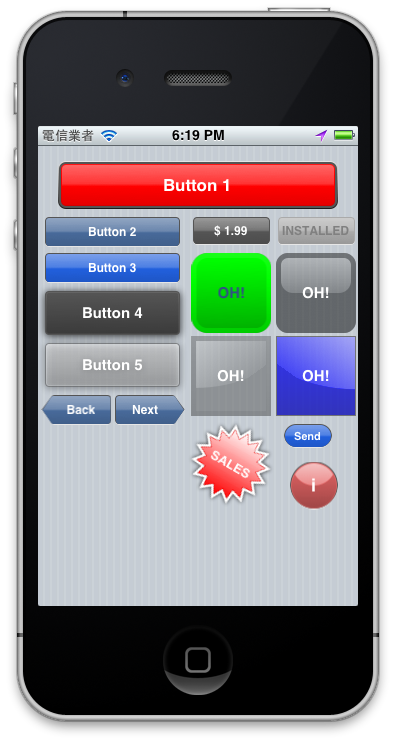 電信業者 6:19 PM
Button 1
Button 2 $ 1.99 INSTALLED
Button 3
OH! OH!
Button 4
Button 5 OH! OH!
Back Next
SALES
Send
i